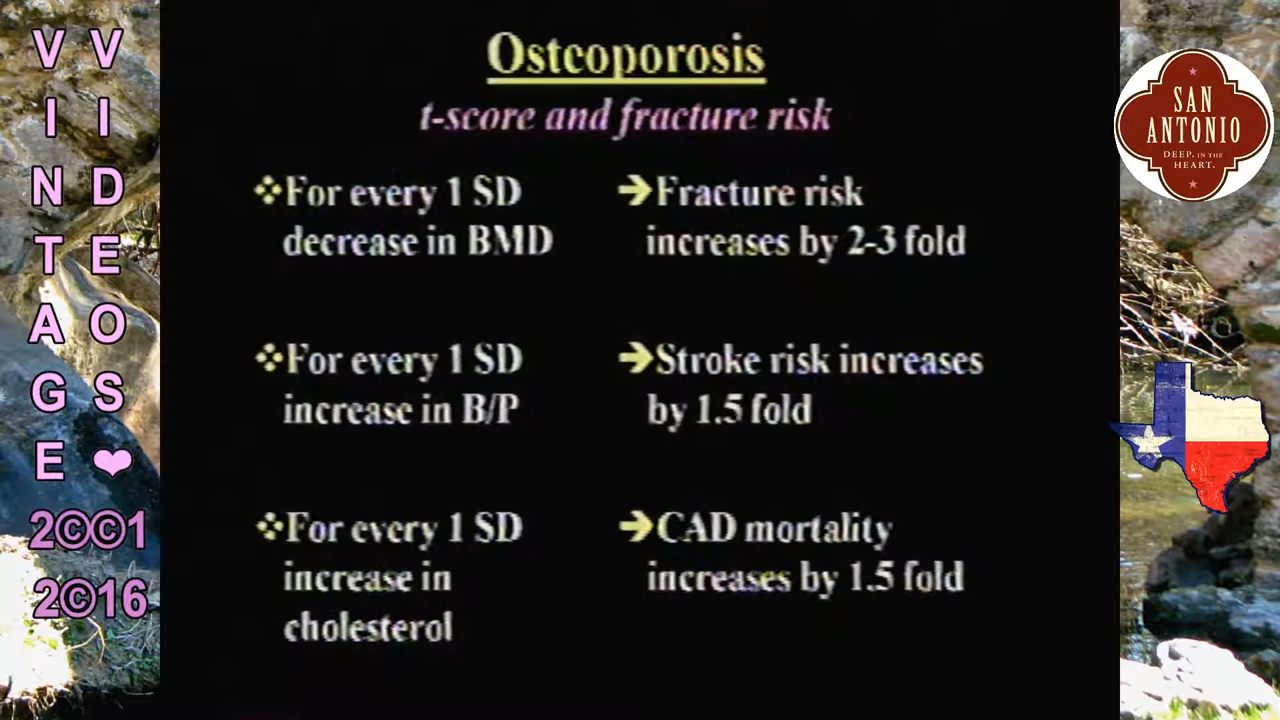 VINTAGE
VIDEOS❤
2©©1
2©16
Osteoporosis
t-score and fracture risk
❖For every 1 SD
decrease in BMD
➔Fracture risk
increases by 2-3 fold
❖For every 1 SD
increase in B/P
➔Stroke risk increases
by 1.5 fold
❖For every 1 SD
increase in
cholesterol
➔CAD mortality
increases by 1.5 fold
SAN
ANTONIO
DEEP. IN THE
HEART.